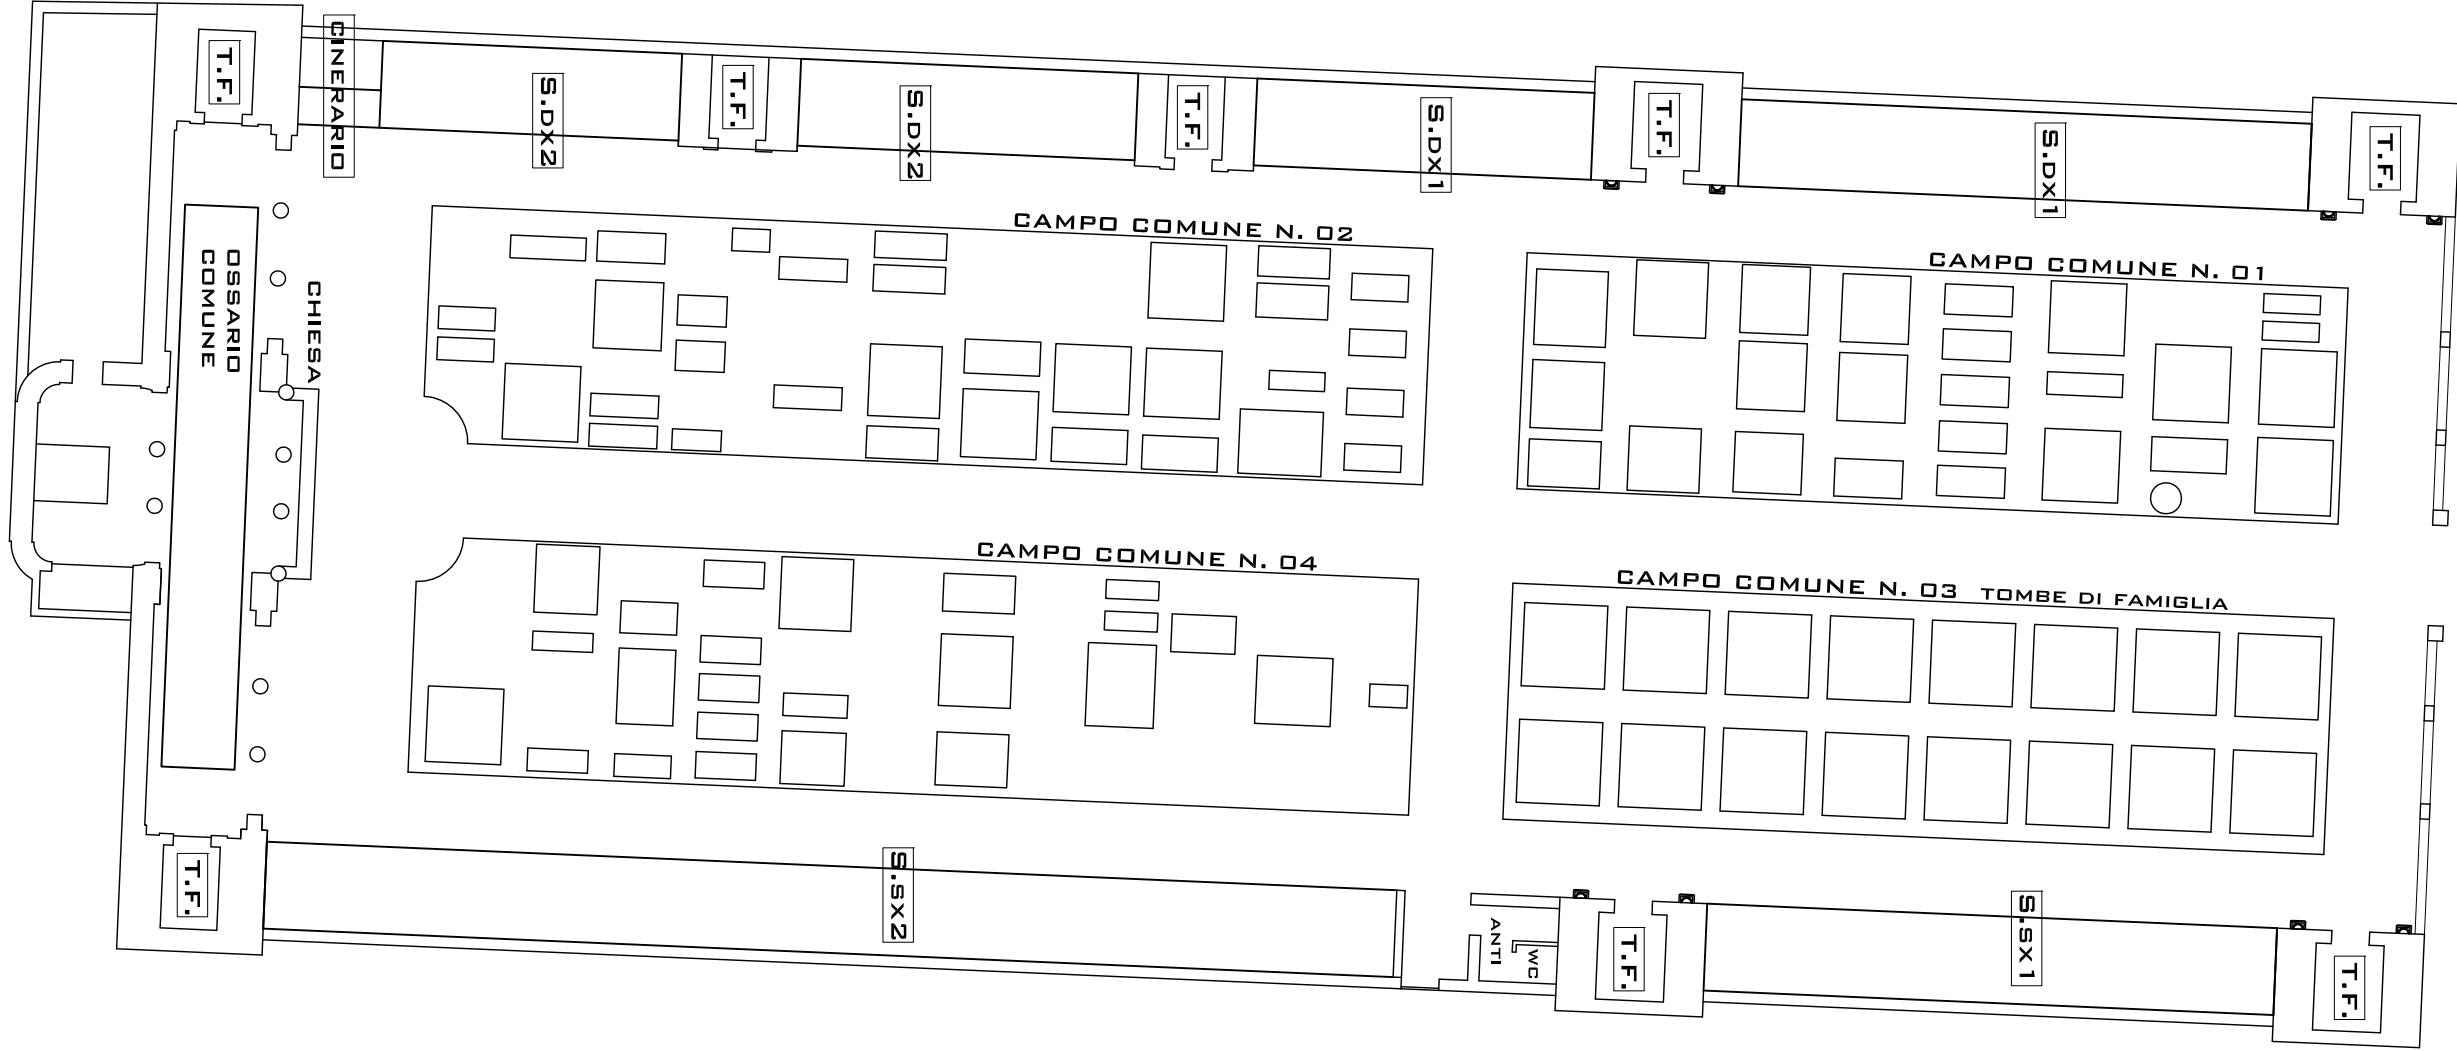 T.F.
CINERARIO
S.DX2
T.F.
S.DX2
T.F.
S.DX1
T.F.
S.DX1
T.F.
CAMPO COMUNE N. 02
CAMPO COMUNE N. 01
OSSARIO
COMUNE
CHIESA
CAMPO COMUNE N. 04
CAMPO COMUNE N. 03 TOMBE DI FAMIGLIA
T.F.
S.SX2
ANTI
WC
T.F.
S.SX1
T.F.